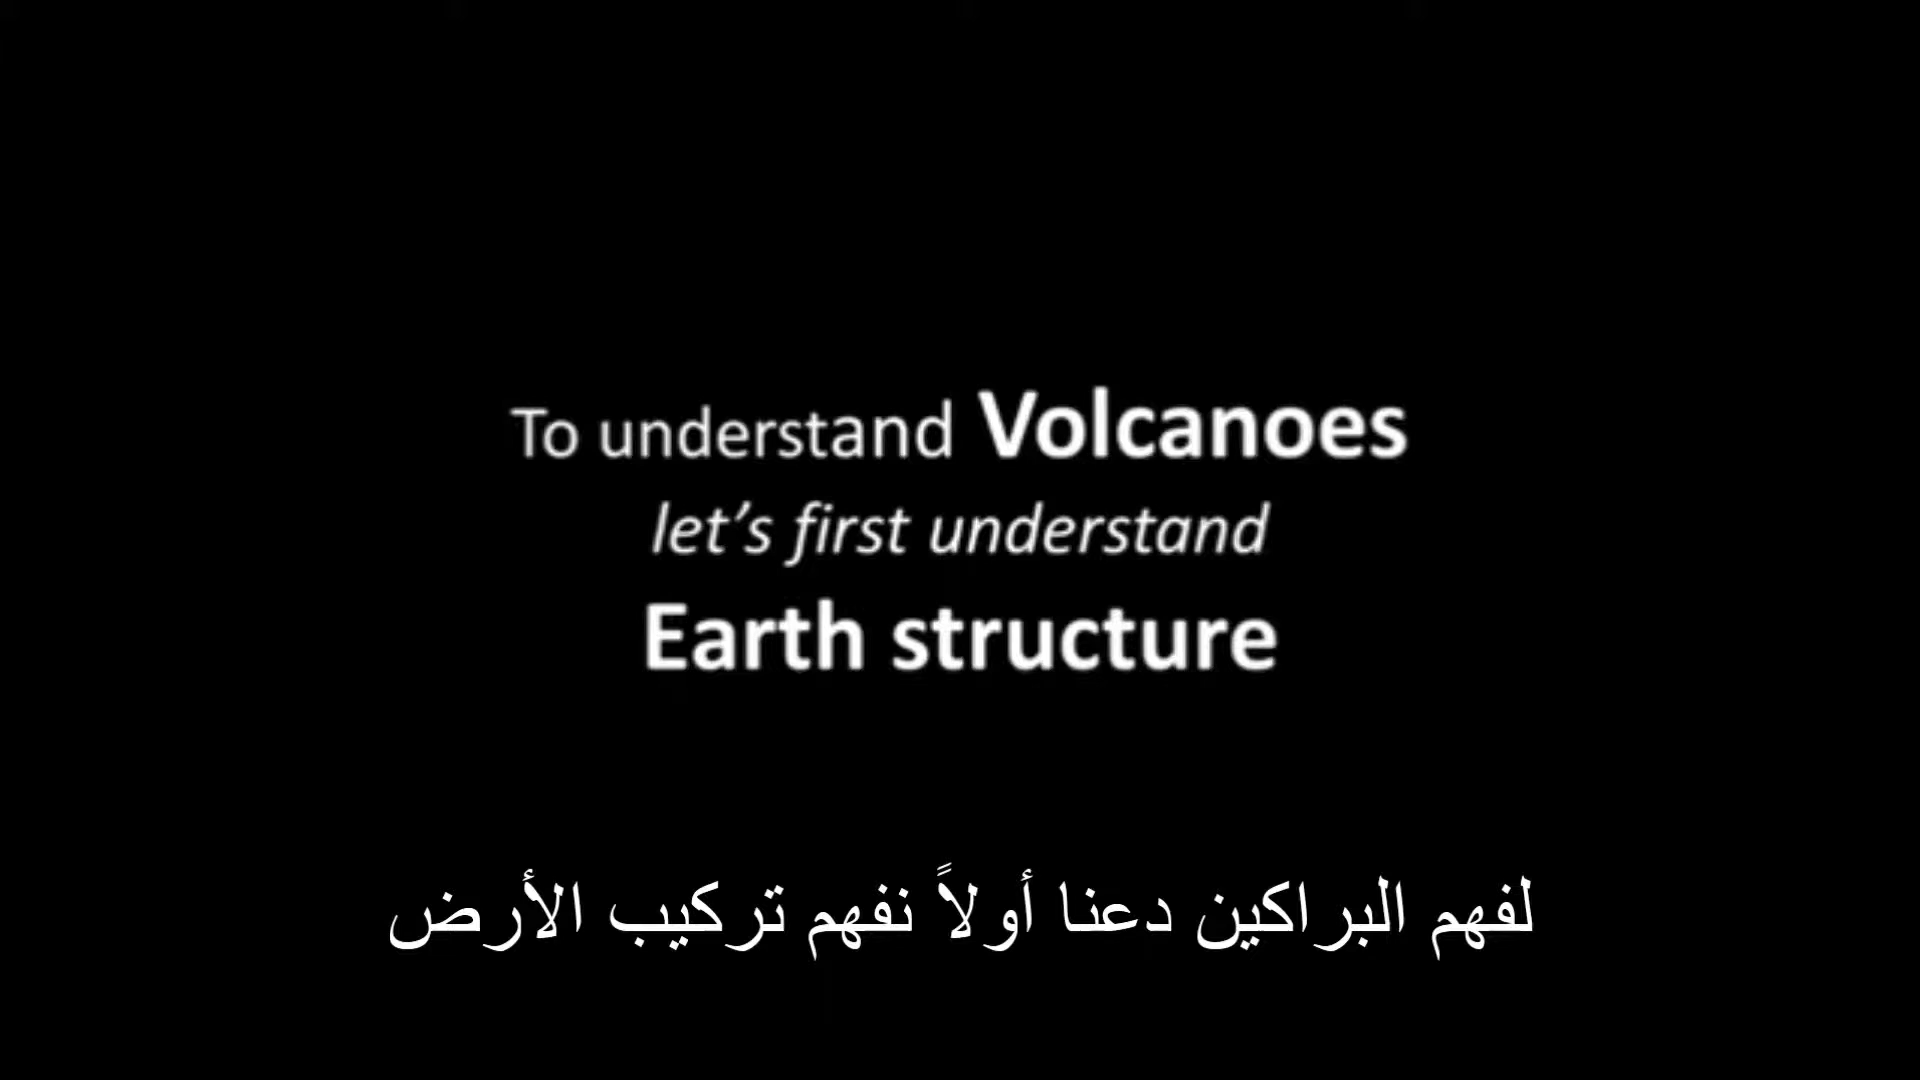 To understand Volcanoes
let’s first understand
Earth structure
لفهم البراكين دعنا أولاً نفهم تركيب الأرض